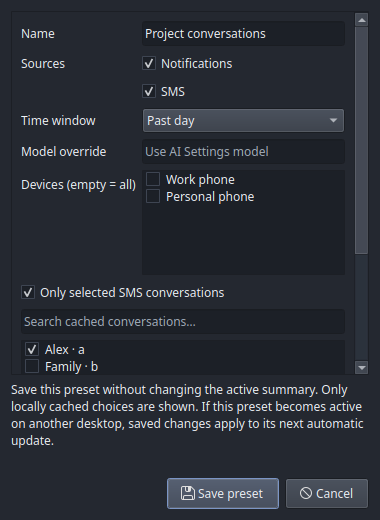 Name Project conversations
Sources Notifications
SMS
Time window Past day
Model override Use AI Settings model
Devices (empty = all) Work phone
Personal phone
Only selected SMS conversations
Search cached conversations...
Alex · a
Family · b
Save this preset without changing the active summary. Only
locally cached choices are shown. If this preset becomes active
on another desktop, saved changes apply to its next automatic
update.
Save preset Cancel